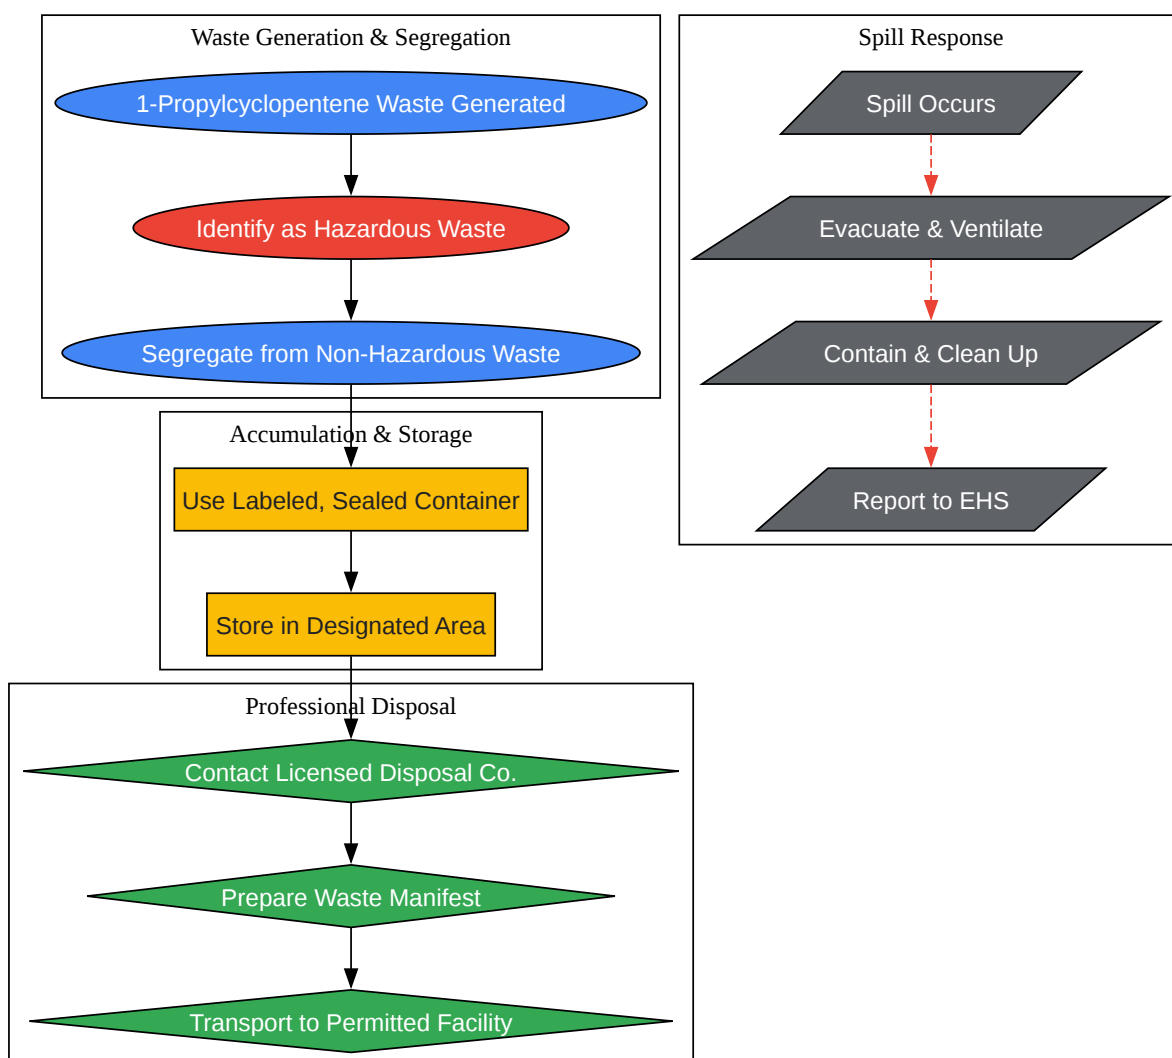 Waste Generation & Segregation
1-Propylcyclopentene Waste Generated
Identify as Hazardous Waste
Segregate from Non-Hazardous Waste
Accumulation & Storage
Use Labeled, Sealed Container
Store in Designated Area
Professional Disposal
Contact Licensed Disposal Co.
Prepare Waste Manifest
Transport to Permitted Facility
Spill Response
Spill Occurs
Evacuate & Ventilate
Contain & Clean Up
Report to EHS